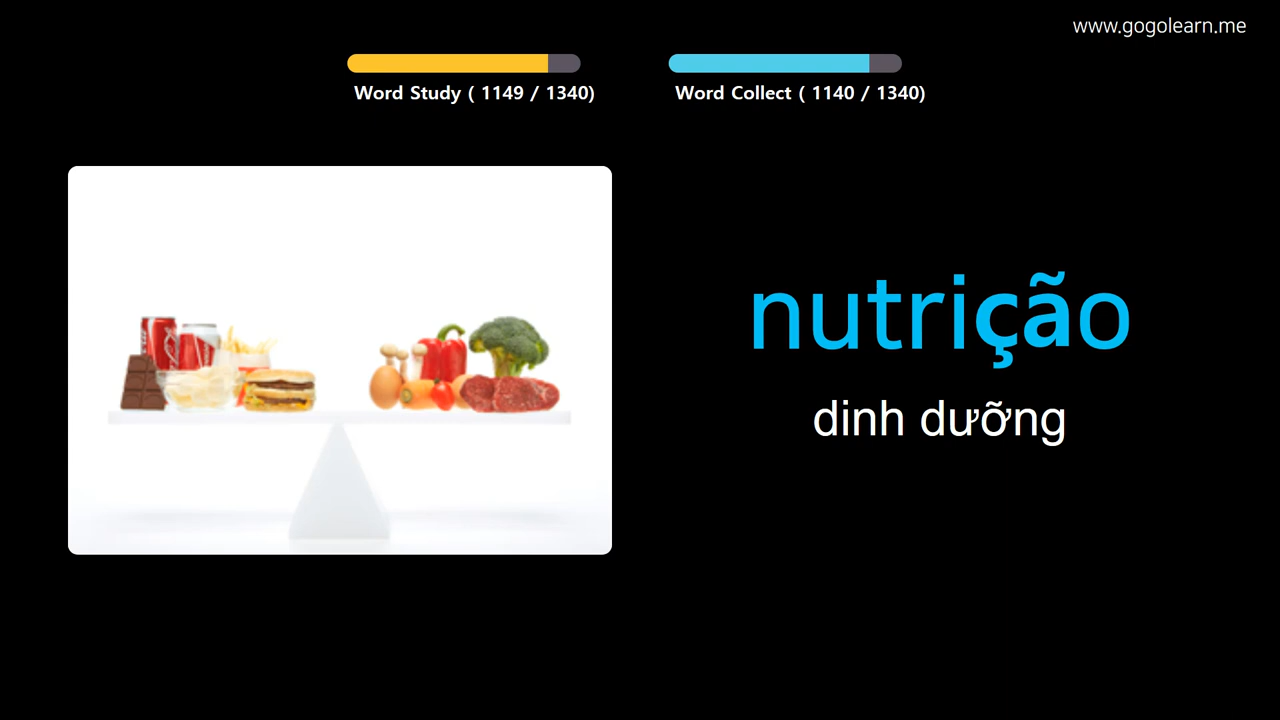 www.gogolearn.me
Word Study ( 1149 / 1340)
Word Collect ( 1140 / 1340)
nutrição
dinh dưỡng